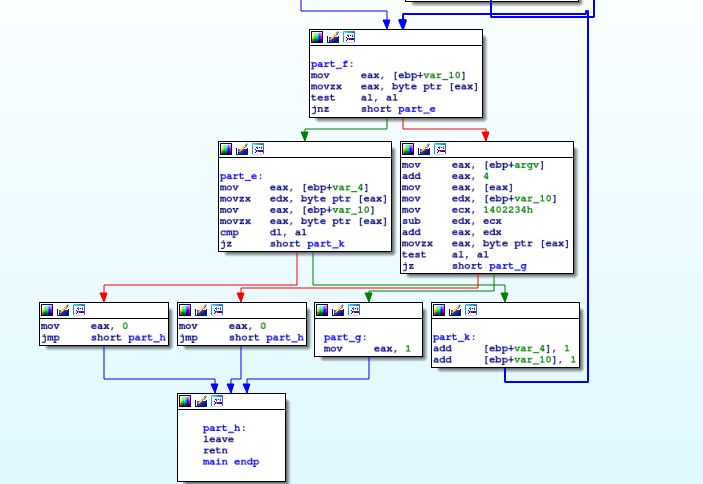 part_f:
mov eax, [ebp+var_10]
movzx eax, byte ptr [eax]
test al, al
jnz short part_e
part_e:
mov eax, [ebp+var_4]
movzx edx, byte ptr [eax]
mov eax, [ebp+var_10]
movzx eax, byte ptr [eax]
cmp dl, al
jz short part_k
mov eax, [ebp+argv]
add eax, 4
mov eax, [eax]
mov edx, [ebp+var_10]
mov ecx, 1402234h
sub edx, ecx
add eax, edx
movzx eax, byte ptr [eax]
test al, al
jz short part_g
mov eax, 0
jmp short part_h
mov eax, 0
jmp short part_h
part_g:
mov eax, 1
part_k:
add [ebp+var_4], 1
add [ebp+var_10], 1
part_h:
leave
retn
main endp